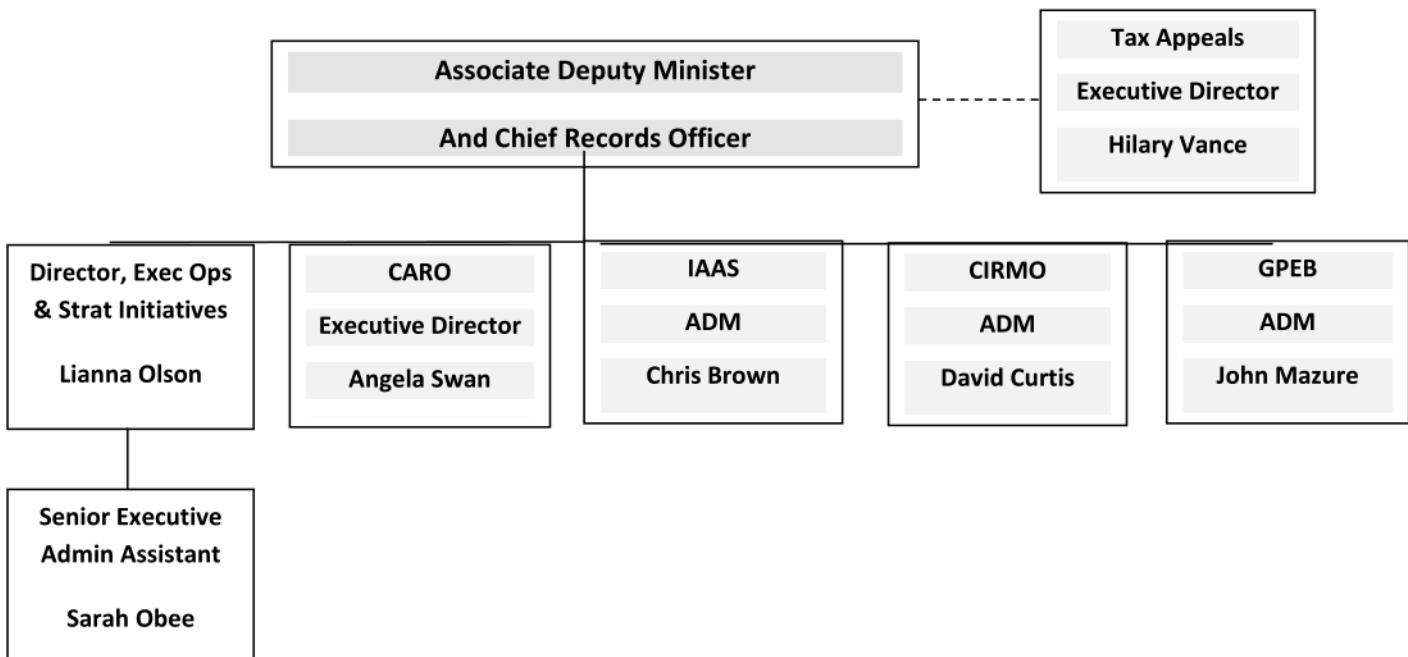 Associate Deputy Minister
And Chief Records Officer
Tax Appeals
Executive Director
Hilary Vance
Director, Exec Ops
& Strat Initiatives
Lianna Olson
CARO
Executive Director
Angela Swan
IAAS
ADM
Chris Brown
CIRMO
ADM
David Curtis
GPEB
ADM
John Mazure
Senior Executive
Admin Assistant
Sarah Obee